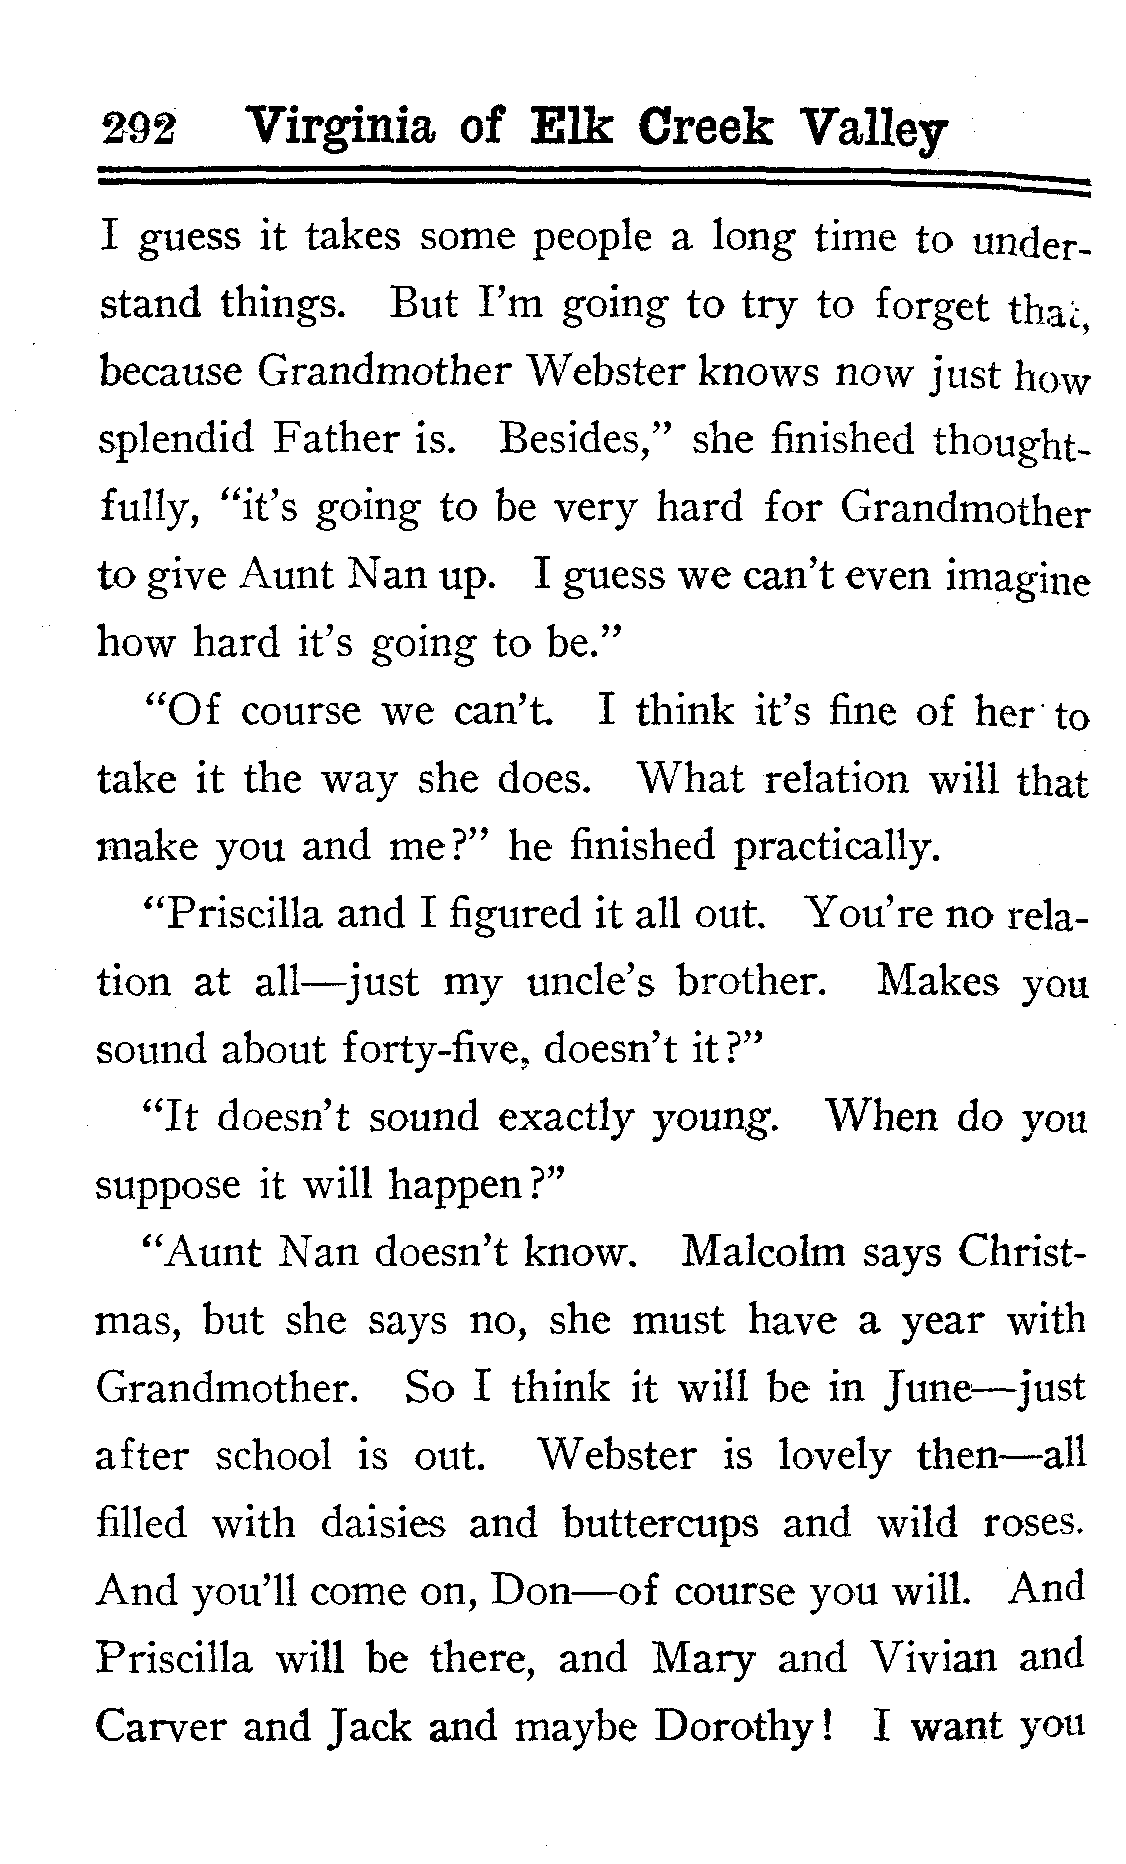 292 Virginia of Elk Creek Valley
I guess it takes some people a long time to under-
stand things. But I'm going to try to forget that,
because Grandmother Webster knows now just how
splendid Father is. Besides,” she finished thought-
fully, “it's going to be very hard for Grandmother
to give Aunt Nan up. I guess we can't even imagine
how hard it's going to be.”
“Of course we can't. I think it's fine of her to
take it the way she does. What relation will that
make you and me?” he finished practically.
“Priscilla and I figured it all out. You're no rela-
tion at all—just my uncle's brother. Makes you
sound about forty-five, doesn't it?”
“It doesn't sound exactly young. When do you
suppose it will happen?”
“Aunt Nan doesn't know. Malcolm says Christ-
mas, but she says no, she must have a year with
Grandmother. So I think it will be in June—just
after school is out. Webster is lovely then—all
filled with daisies and buttercups and wild roses.
And you'll come on, Don—of course you will. And
Priscilla will be there, and Mary and Vivian and
Carver and Jack and maybe Dorothy! I want you